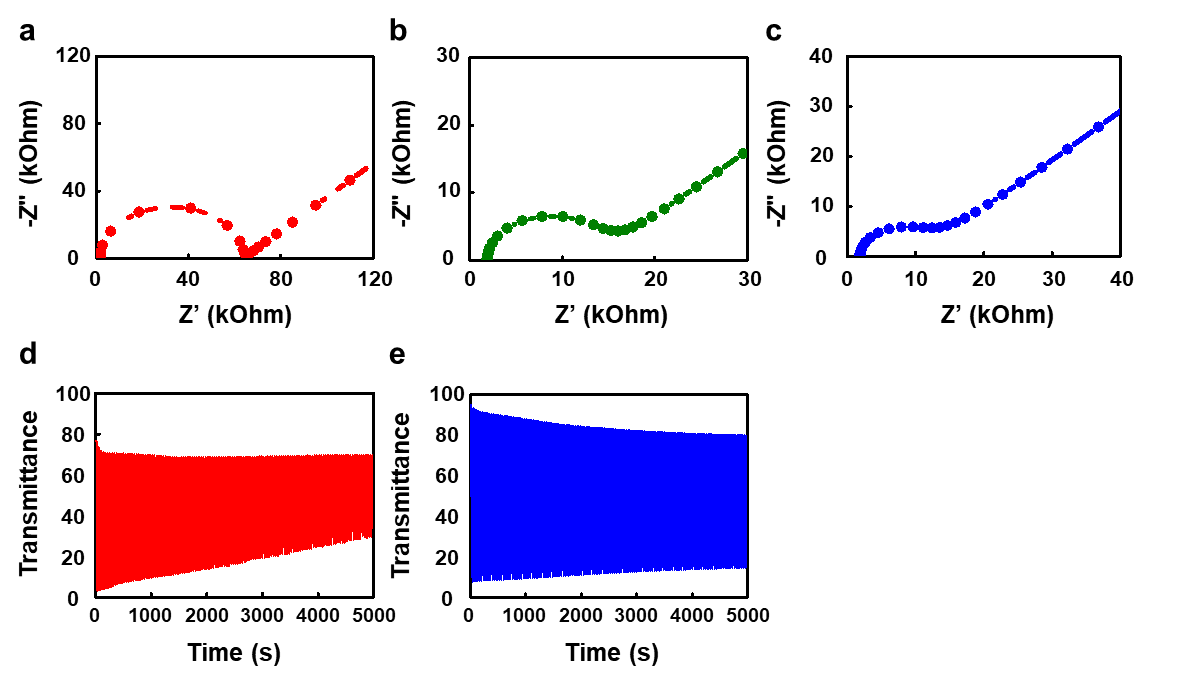 a
120
80
40
0
-Z" (kOhm)
0 40 80 120
Z’ (kOhm)
b
30
20
10
0
-Z" (kOhm)
0 10 20 30
Z’ (kOhm)
c
40
30
20
10
0
-Z" (kOhm)
0 10 20 30 40
Z’ (kOhm)
d
100
80
60
40
20
0
Transmittance
0 1000 2000 3000 4000 5000
Time (s)
e
100
80
60
40
20
0
Transmittance
0 1000 2000 3000 4000 5000
Time (s)